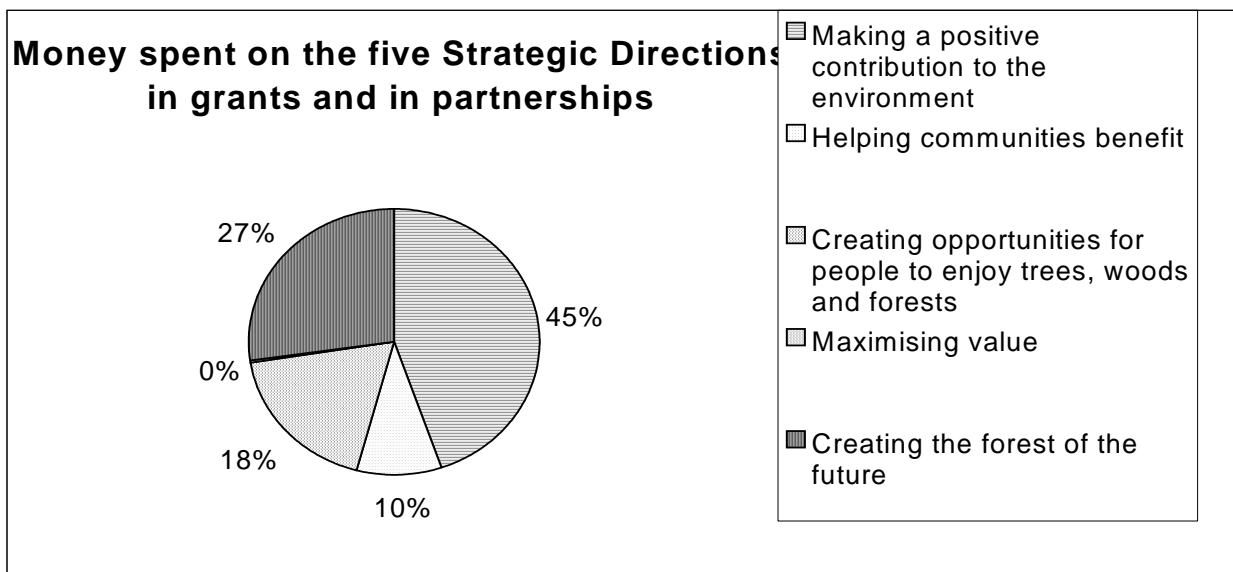 Money spent on the five Strategic Directions
in grants and in partnerships
27%
45%
0%
18%
10%
Making a positive
contribution to the
environment
Helping communities benefit
Creating opportunities for
people to enjoy trees, woods
and forests
Maximising value
Creating the forest of the
future